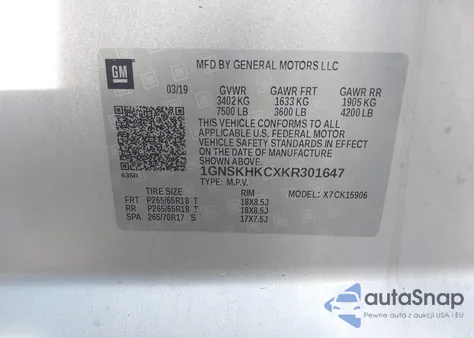 GM
MFD BY GENERAL MOTORS LLC
03/19
GVWR GAWR FRT GAWR RR
3402 KG 1633 KG 1905 KG
7500 LB 3600 LB 4200 LB
THIS VEHICLE CONFORMS TO ALL
APPLICABLE U.S. FEDERAL MOTOR
VEHICLE SAFETY STANDARDS IN EFFECT
ON THE DATE OF MANUFACTURE SHOWN ABOVE.
1GNSKHKCXKR301647
636R
TYPE: M.P.V. MODEL: X7CK15906
TIRE SIZE RIM
FRT P265/65R18 T 18X8.5J
RR P265/65R18 T 18X8.5J
SPA 265/70R17 S 17X7.5J
autoSnap
Pewne auta z aukcji USA i EU